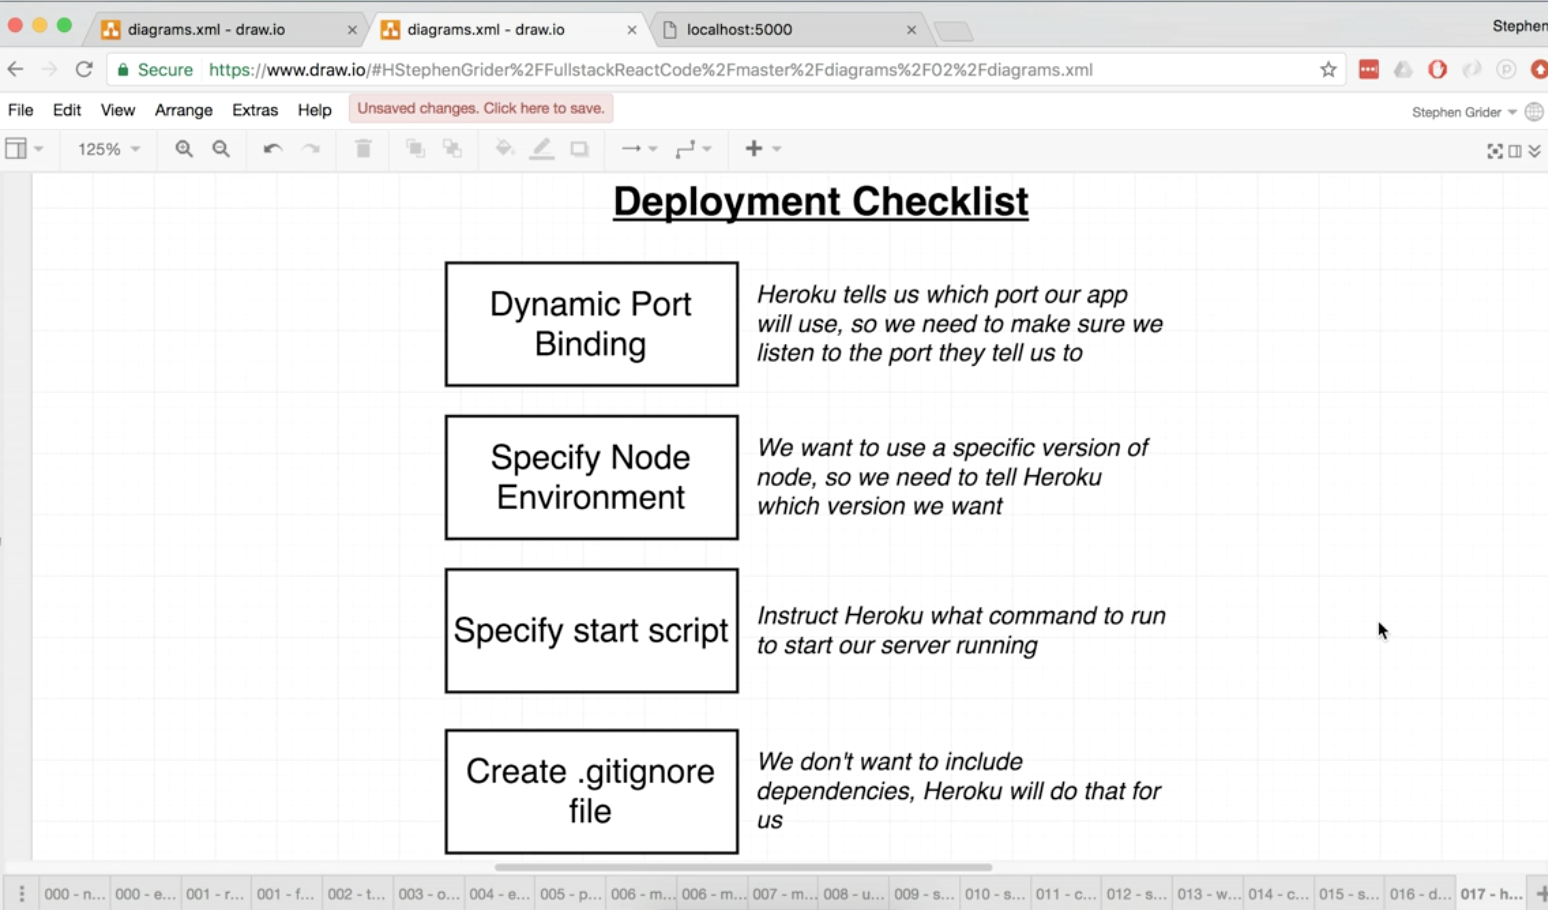 diagrams.xml - draw.io
diagrams.xml - draw.io
localhost:5000
Stephen
Secure
https://www.draw.io/#HStephenGrider%2FFullstackReactCode%2Fmaster%2Fdiagrams%2F02%2Fdiagrams.xml
File Edit View Arrange Extras Help Unsaved changes. Click here to save.
Stephen Grider
125%
Deployment Checklist
Dynamic Port
Binding
Heroku tells us which port our app
will use, so we need to make sure we
listen to the port they tell us to
Specify Node
Environment
We want to use a specific version of
node, so we need to tell Heroku
which version we want
Specify start script
Instruct Heroku what command to run
to start our server running
Create .gitignore
file
We don't want to include
dependencies, Heroku will do that for
us
000 - n... 000 - e... 001 - r... 001 - f... 002 - t... 003 - o... 004 - e... 005 - p... 006 - m... 006 - m... 007 - m... 008 - u... 009 - s... 010 - s... 011 - c... 012 - s... 013 - w... 014 - c... 015 - s... 016 - d... 017 - h...